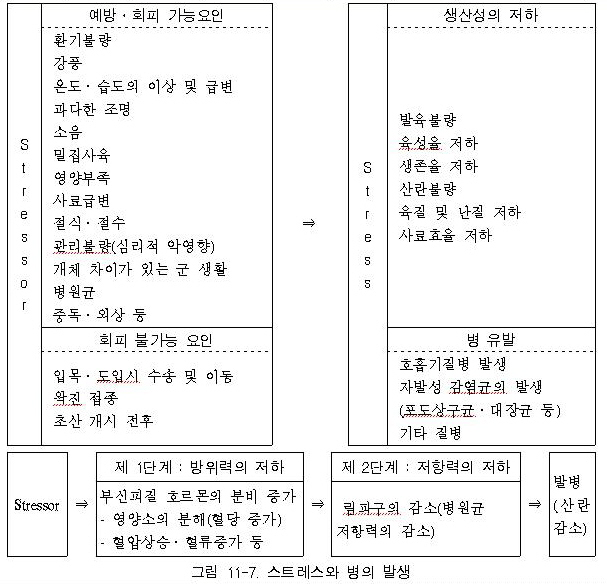 Stressor
예방·회피 가능요인
환기불량
강풍
온도·습도의 이상 및 급변
과다한 조명
소음
밀집사육
영양부족
사료급변
절식·절수
관리불량(심리적 악영향)
개체 차이가 있는 군 생활
병원균
중독·외상 등
회피 불가능 요인
입목·도입시 수송 및 이동
왁진 접종
초산 개시 전후
⇒
Stress
생산성의 저하
발육불량
육성율 저하
생존율 저하
산란불량
육질 및 난질 저하
사료효율 저하
병 유발
호흡기질병 발생
자발성 감염균의 발생
(포도상구균·대장균 등)
기타 질병
Stressor
⇒
제 1단계 : 방위력의 저하
부신피질 호르몬의 분비 증가
- 영양소의 분해(혈당 증가)
- 혈압상승·혈류증가 등
⇒
제 2단계 : 저항력의 저하
림파구의 감소(병원균
저항력의 감소)
⇒
발병
(산란
감소)
그림 11-7. 스트레스와 병의 발생